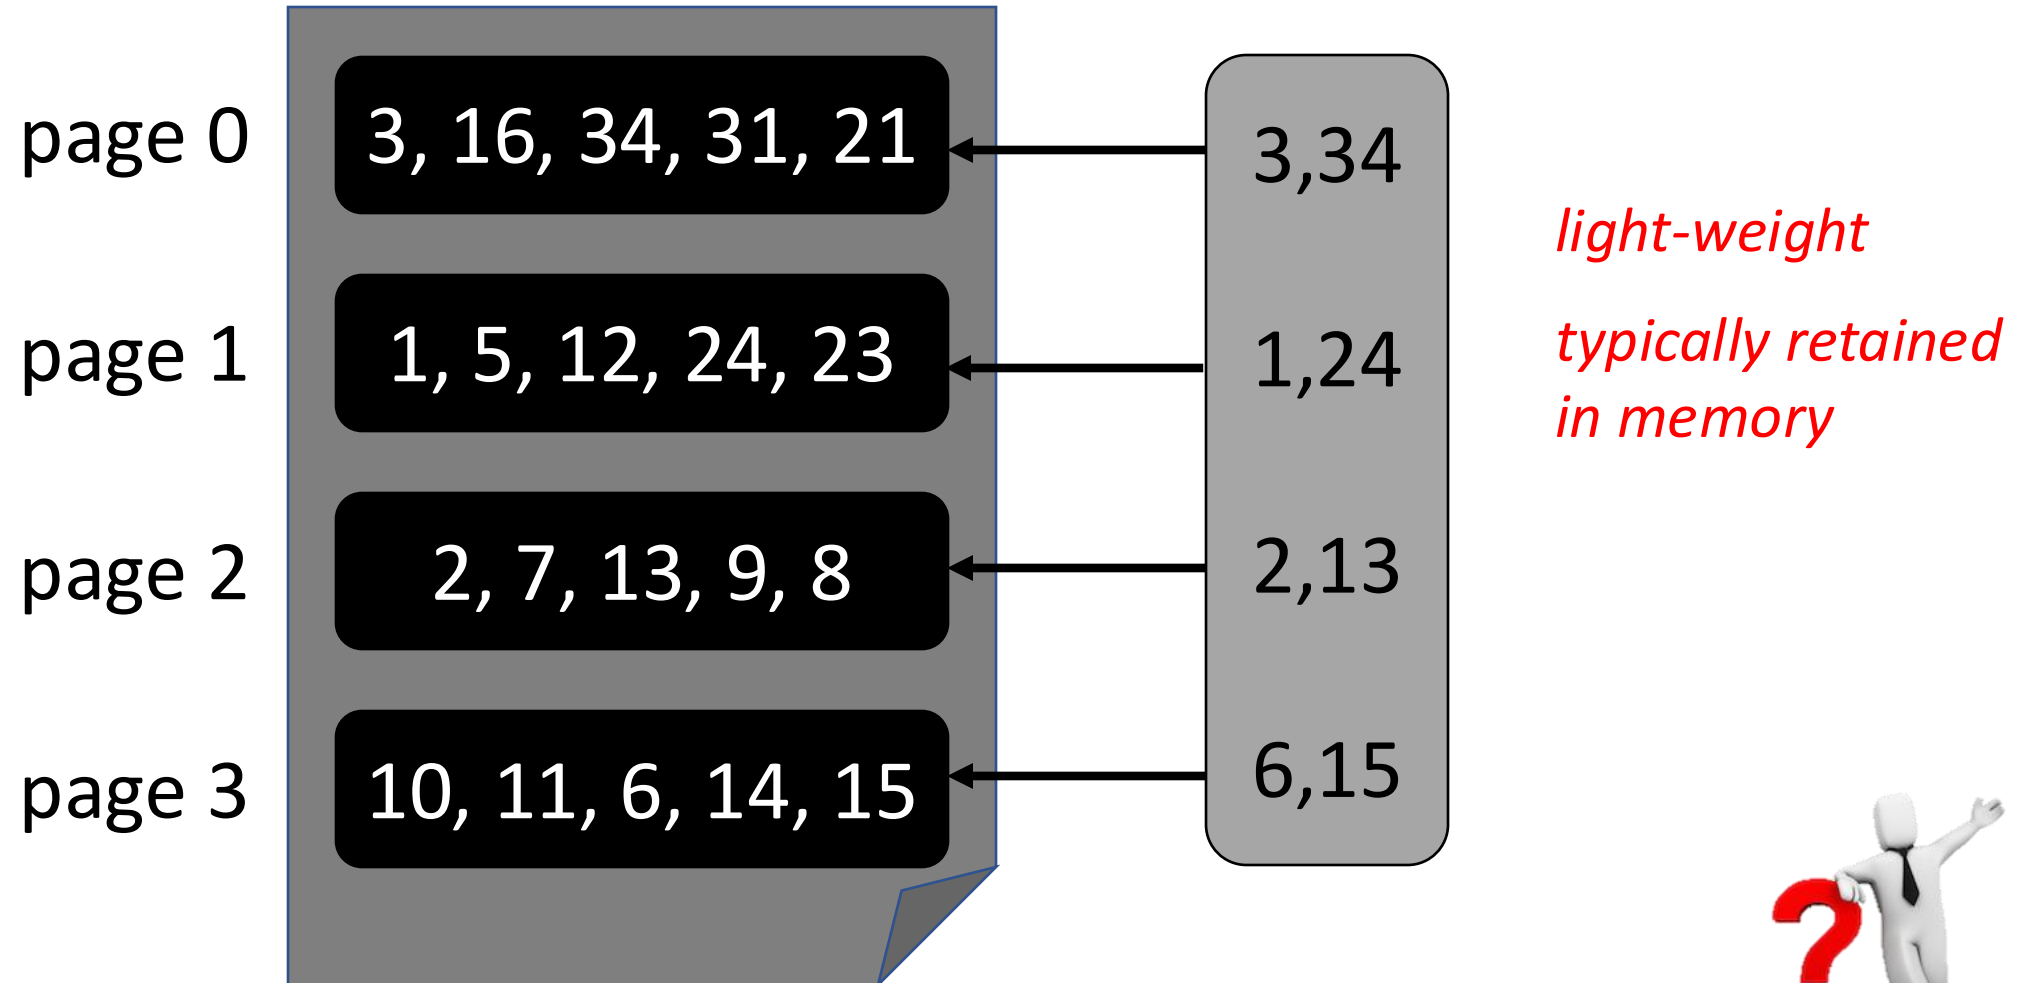 page 0
3, 16, 34, 31, 21
3,34
light-weight
page 1
1, 5, 12, 24, 23
1,24
typically retained
in memory
page 2
2, 7, 13, 9, 8
2,13
page 3
10, 11, 6, 14, 15
6,15
?